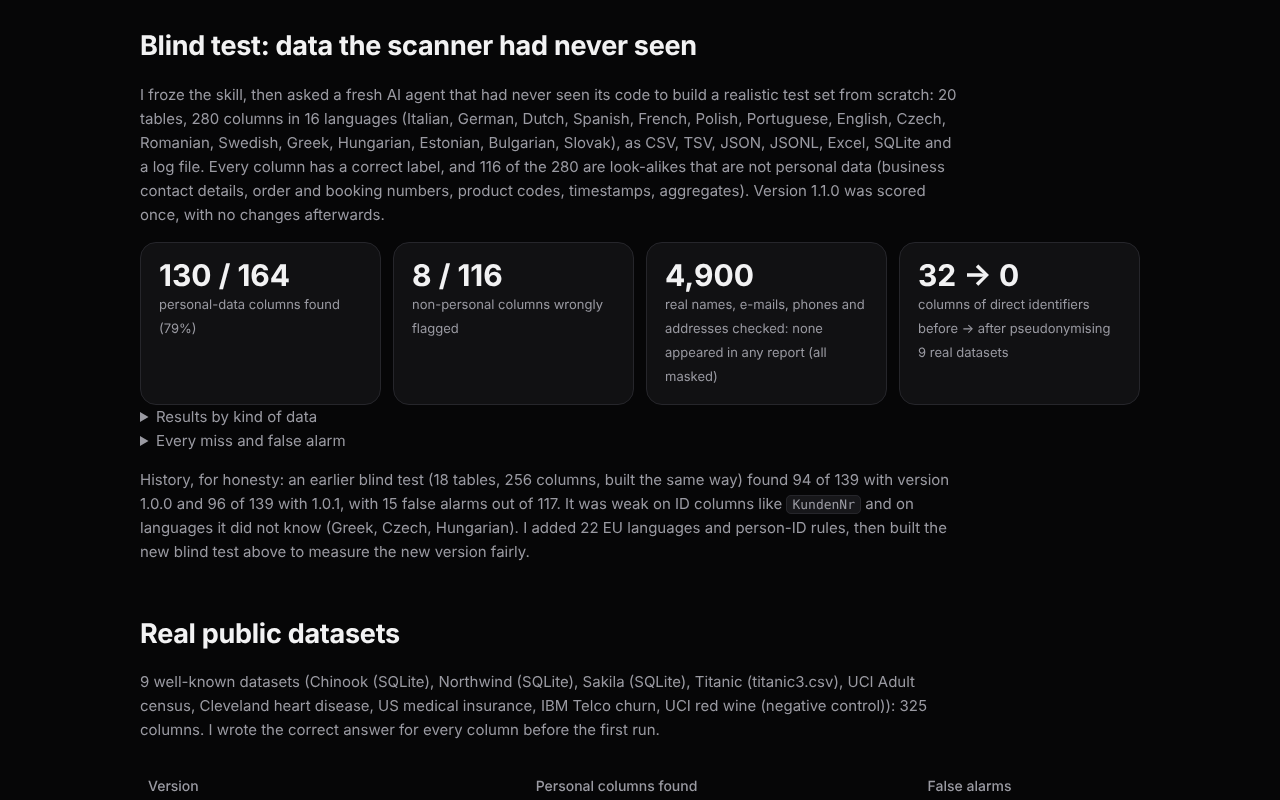 Blind test: data the scanner had never seen
I froze the skill, then asked a fresh AI agent that had never seen its code to build a realistic test set from scratch: 20
tables, 280 columns in 16 languages (Italian, German, Dutch, Spanish, French, Polish, Portuguese, English, Czech,
Romanian, Swedish, Greek, Hungarian, Estonian, Bulgarian, Slovak), as CSV, TSV, JSON, JSONL, Excel, SQLite and
a log file. Every column has a correct label, and 116 of the 280 are look-alikes that are not personal data (business
contact details, order and booking numbers, product codes, timestamps, aggregates). Version 1.1.0 was scored
once, with no changes afterwards.
130 / 164
personal-data columns found
(79%)
8 / 116
non-personal columns wrongly
flagged
4,900
real names, e-mails, phones and
addresses checked: none
appeared in any report (all
masked)
32 → 0
columns of direct identifiers
before → after pseudonymising
9 real datasets
▶ Results by kind of data
▶ Every miss and false alarm
History, for honesty: an earlier blind test (18 tables, 256 columns, built the same way) found 94 of 139 with version
1.0.0 and 96 of 139 with 1.0.1, with 15 false alarms out of 117. It was weak on ID columns like KundenNr and on
languages it did not know (Greek, Czech, Hungarian). I added 22 EU languages and person-ID rules, then built the
new blind test above to measure the new version fairly.
Real public datasets
9 well-known datasets (Chinook (SQLite), Northwind (SQLite), Sakila (SQLite), Titanic (titanic3.csv), UCI Adult
census, Cleveland heart disease, US medical insurance, IBM Telco churn, UCI red wine (negative control)): 325
columns. I wrote the correct answer for every column before the first run.
Version
Personal columns found
False alarms